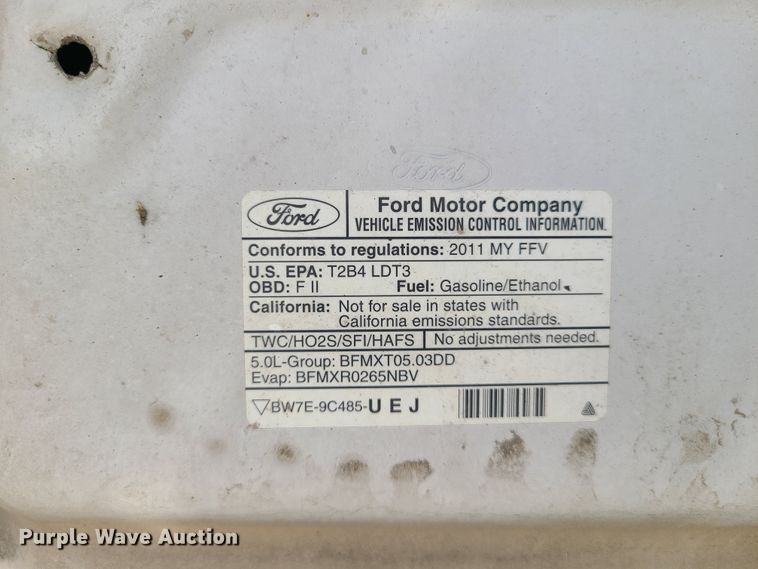 Ford
Ford
Ford Motor Company
VEHICLE EMISSION CONTROL INFORMATION
Conforms to regulations: 2011 MY FFV
U.S. EPA: T2B4 LDT3
OBD: F II Fuel: Gasoline/Ethanol
California: Not for sale in states with
California emissions standards.
TWC/HO2S/SFI/HAFS No adjustments needed.
5.0L-Group: BFMXT05.03DD
Evap: BFMXR0265NBV
BW7E-9C485-UEJ
Purple Wave Auction